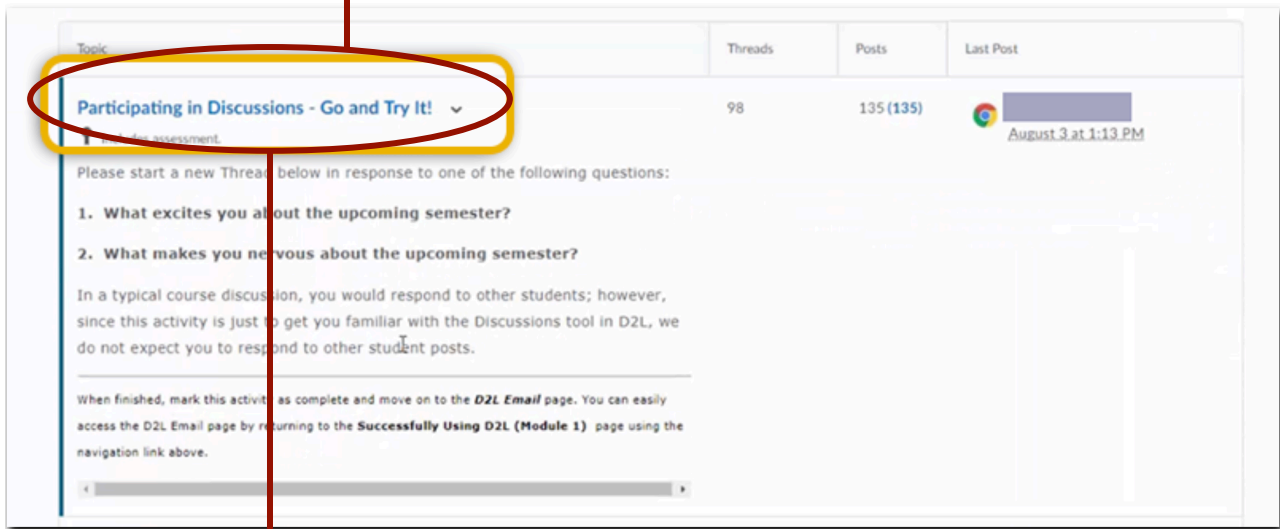 Topic
Threads
Posts
Last Post
Participating in Discussions - Go and Try It!
98
135 (135)
August 3 at 1:13 PM
Includes assessment.
Please start a new Thread below in response to one of the following questions:
1. What excites you about the upcoming semester?
2. What makes you nervous about the upcoming semester?
In a typical course discussion, you would respond to other students; however,
since this activity is just to get you familiar with the Discussions tool in D2L, we
do not expect you to respond to other student posts.
When finished, mark this activity as complete and move on to the D2L Email page. You can easily
access the D2L Email page by returning to the Successfully Using D2L (Module 1) page using the
navigation link above.